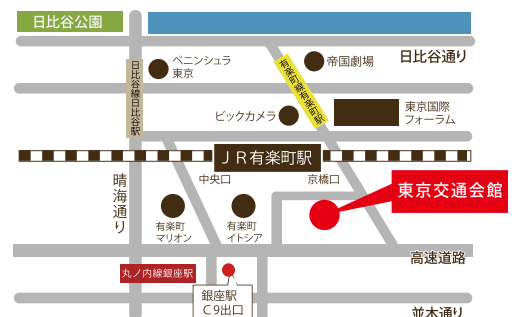 日比谷公園
日比谷通り
ペニンシュラ
東京
帝国劇場
日比谷線日比谷駅
有楽町線有楽町駅
ビックカメラ
東京国際
フォーラム
JR有楽町駅
中央口
京橋口
晴海通り
東京交通会館
有楽町
マリオン
有楽町
イトシア
高速道路
丸ノ内線銀座駅
銀座駅
C9出口
並木通り